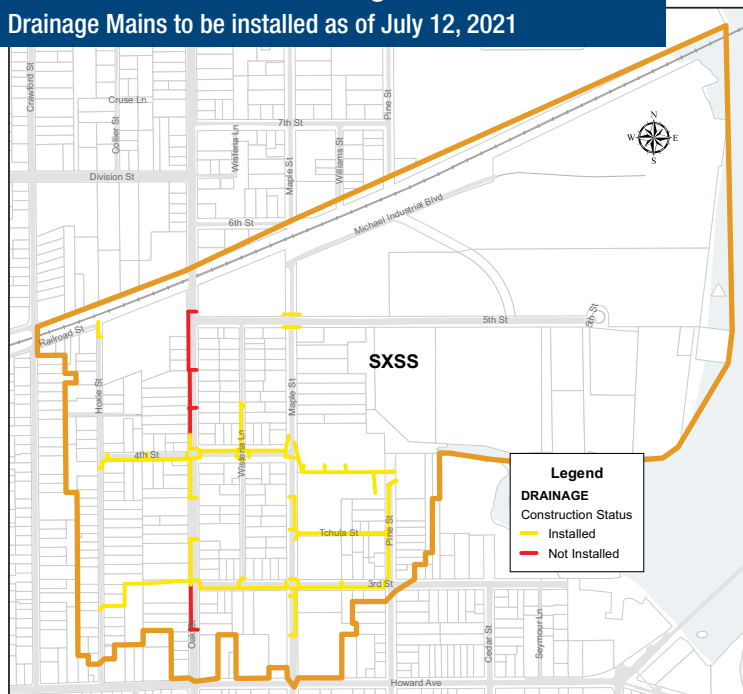 Drainage Mains to be installed as of July 12, 2021
Crawford St
Cruse Ln
Collier St
Pine St
7th St
Wisteria Ln
Maple St
Williams St
N
W
E
S
Division St
6th St
Michael Industrial Blvd
5th St
5th St
Railroad St
SXSS
Hoxie St
Maple St
4th St
Wisteria Ln
Legend
DRAINAGE
Construction Status
Installed
Not Installed
Tchula St
Pine St
3rd St
Oak St
Cedar St
Seymour Ln
Howard Ave